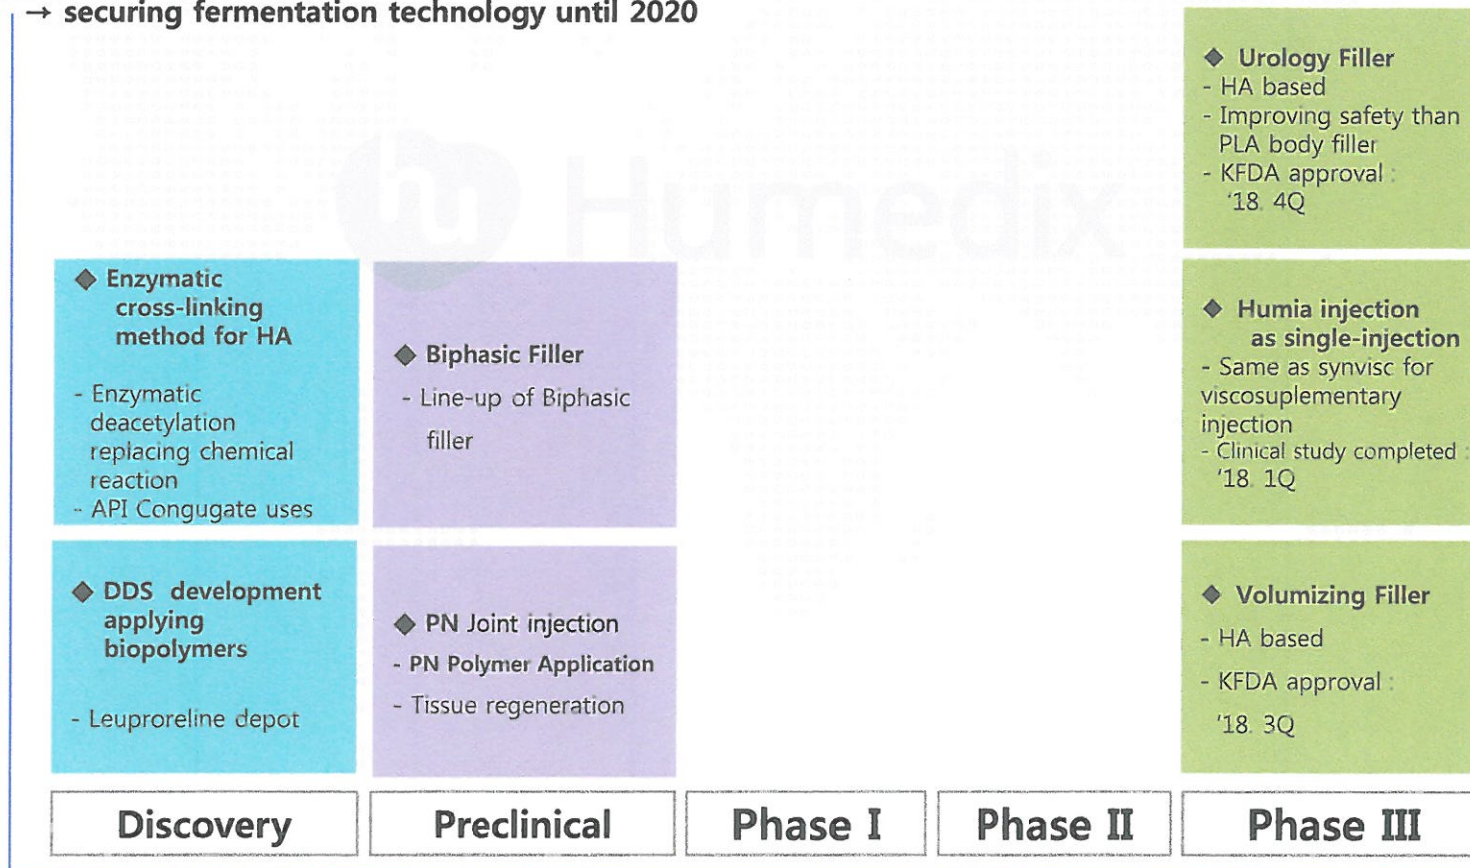 → securing fermentation technology until 2020
◆ Urology Filler
- HA based
- Improving safety than
PLA body filler
- KFDA approval :
'18. 4Q
Humedix
◆ Enzymatic
cross-linking
method for HA
- Enzymatic
deacetylation
replacing chemical
reaction
- API Congugate uses
◆ Biphasic Filler
- Line-up of Biphasic
filler
◆ Humia injection
as single-injection
- Same as synvisc for
viscosuplementary
injection
- Clinical study completed :
'18. 1Q
◆ DDS development
applying
biopolymers
- Leuproreline depot
◆ PN Joint injection
- PN Polymer Application
- Tissue regeneration
◆ Volumizing Filler
- HA based
- KFDA approval :
'18. 3Q
Discovery
Preclinical
Phase I
Phase II
Phase III